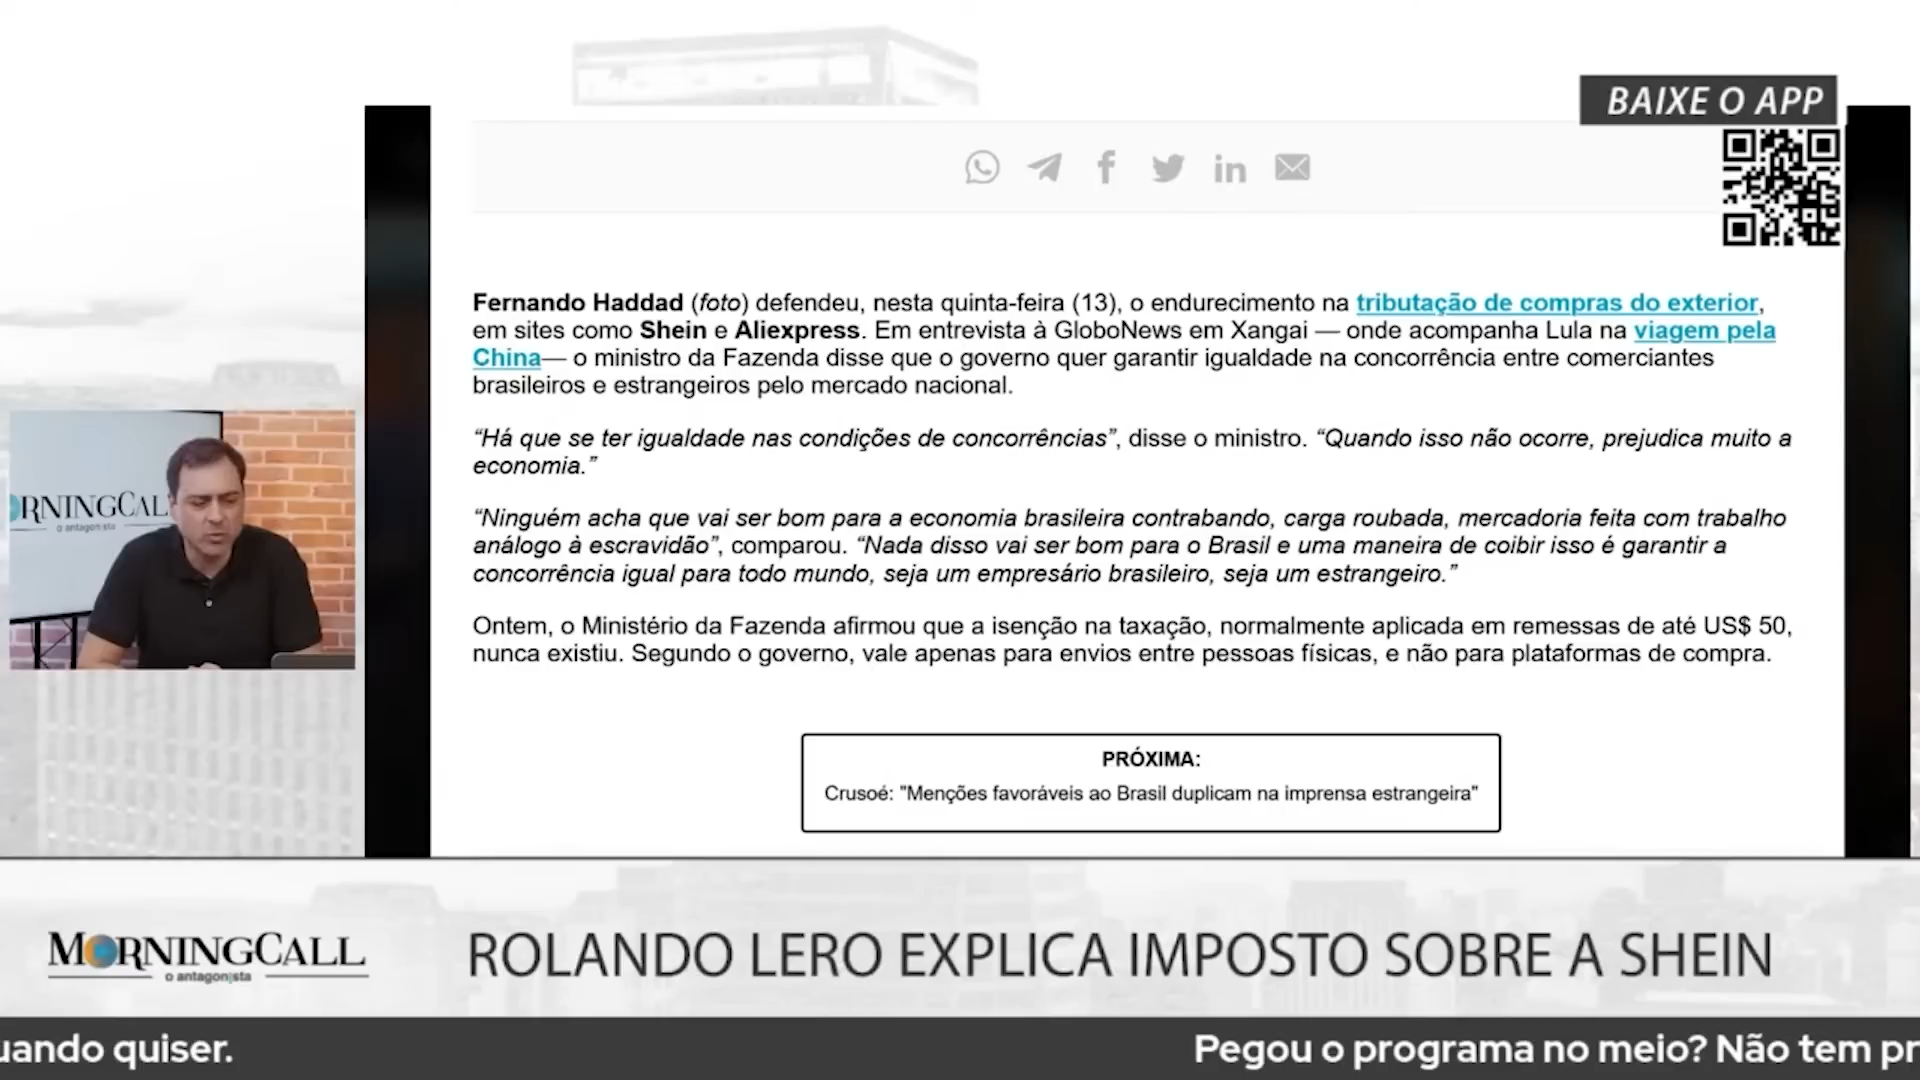 BAIXE O APP
Fernando Haddad (foto) defendeu, nesta quinta-feira (13), o endurecimento na tributação de compras do exterior,
em sites como Shein e Aliexpress. Em entrevista à GloboNews em Xangai — onde acompanha Lula na viagem pela
China— o ministro da Fazenda disse que o governo quer garantir igualdade na concorrência entre comerciantes
brasileiros e estrangeiros pelo mercado nacional.
“Há que se ter igualdade nas condições de concorrências”, disse o ministro. “Quando isso não ocorre, prejudica muito a
economia.”
“Ninguém acha que vai ser bom para a economia brasileira contrabando, carga roubada, mercadoria feita com trabalho
análogo à escravidão”, comparou. “Nada disso vai ser bom para o Brasil e uma maneira de coibir isso é garantir a
concorrência igual para todo mundo, seja um empresário brasileiro, seja um estrangeiro.”
Ontem, o Ministério da Fazenda afirmou que a isenção na taxação, normalmente aplicada em remessas de até US$ 50,
nunca existiu. Segundo o governo, vale apenas para envios entre pessoas físicas, e não para plataformas de compra.
PRÓXIMA:
Crusoé: "Menções favoráveis ao Brasil duplicam na imprensa estrangeira"
RNINGCAL
o antagonista
MORNINGCALL
o antagonista
ROLANDO LERO EXPLICA IMPOSTO SOBRE A SHEIN
uando quiser.
Pegou o programa no meio? Não tem pr